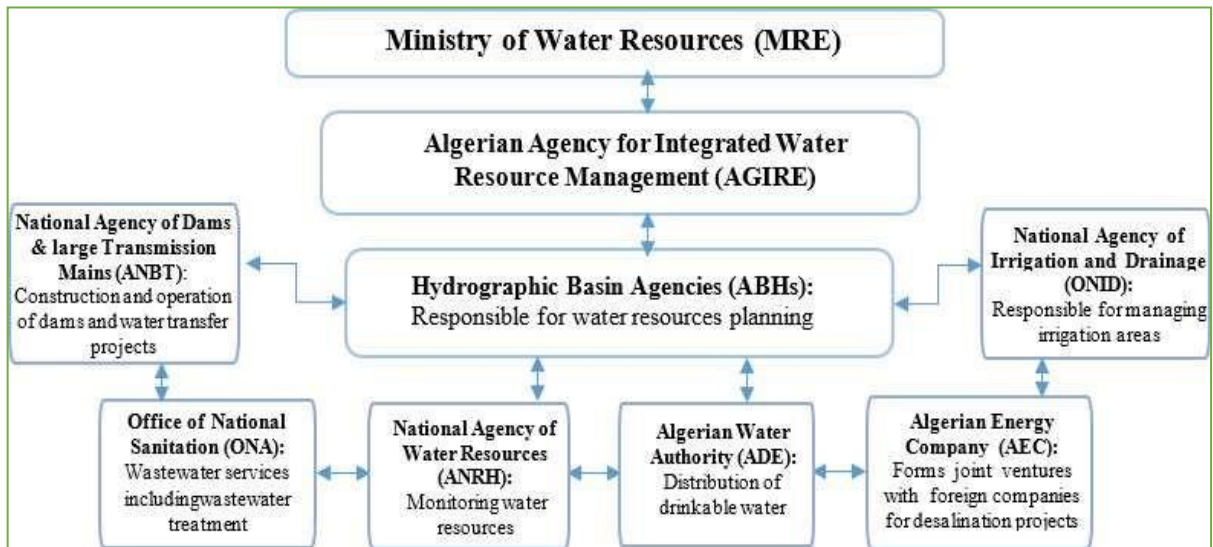 Ministry of Water Resources (MRE)
Algerian Agency for Integrated Water
Resource Management (AGIRE)
National Agency of Dams
& large Transmission
Mains (ANBT):
Construction and operation
of dams and water transfer
projects
Hydrographic Basin Agencies (ABHs):
Responsible for water resources planning
National Agency of
Irrigation and Drainage
(ONID):
Responsible for managing
irrigation areas
Office of National
Sanitation (ONA):
Wastewater services
including wastewater
treatment
National Agency of
Water Resources
(ANRH):
Monitoring water
resources
Algerian Water
Authority (ADE):
Distribution of
drinkable water
Algerian Energy
Company (AEC):
Forms joint ventures
with foreign companies
for desalination projects